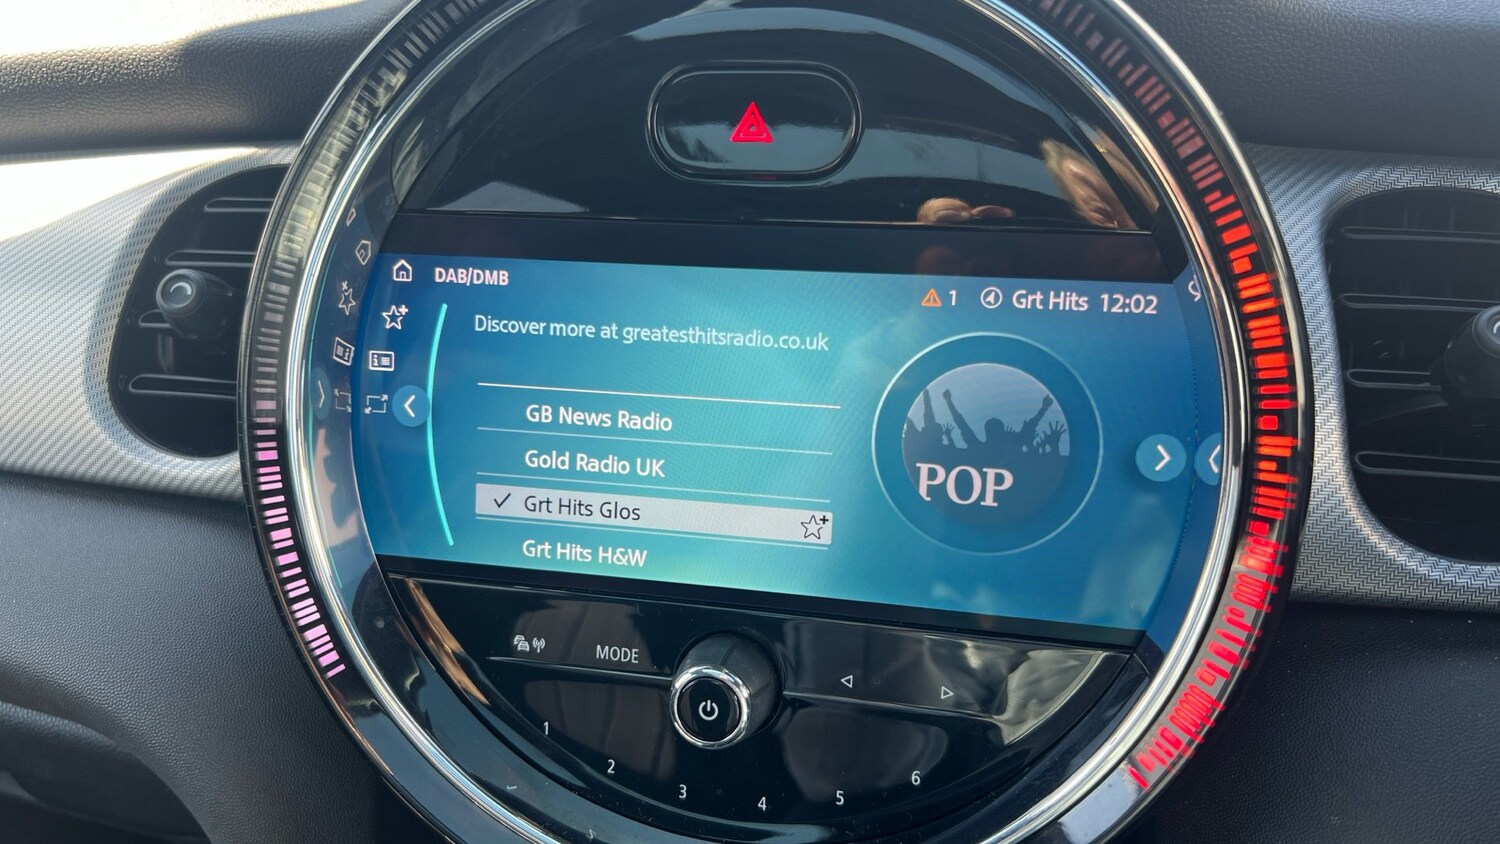 DAB/DMB
1 Grt Hits 12:02
Discover more at greatesthitsradio.co.uk
GB News Radio
Gold Radio UK
Grt Hits Glos
Grt Hits H&W
POP
MODE
1
2
3
4
5
6